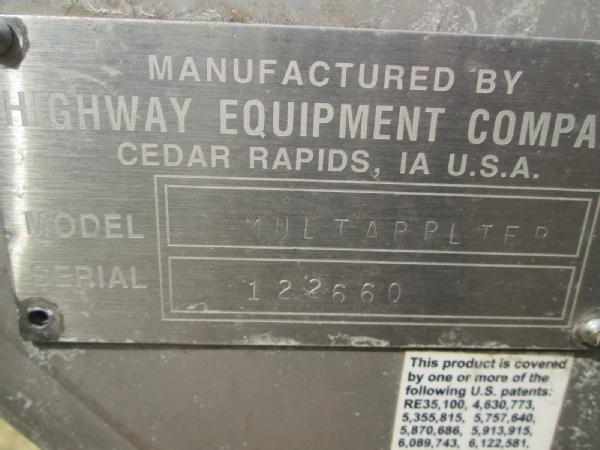 MANUFACTURED BY
HIGHWAY EQUIPMENT COMPA
CEDAR RAPIDS, IA U.S.A.
MODEL MULTAPPLIER
SERIAL 122660
This product is covered
by one or more of the
following U.S. patents:
RE35,100, 4,630,773,
5,355,815, 5,757,640,
5,870,686, 5,913,915,
6,089,743, 6,122,581,